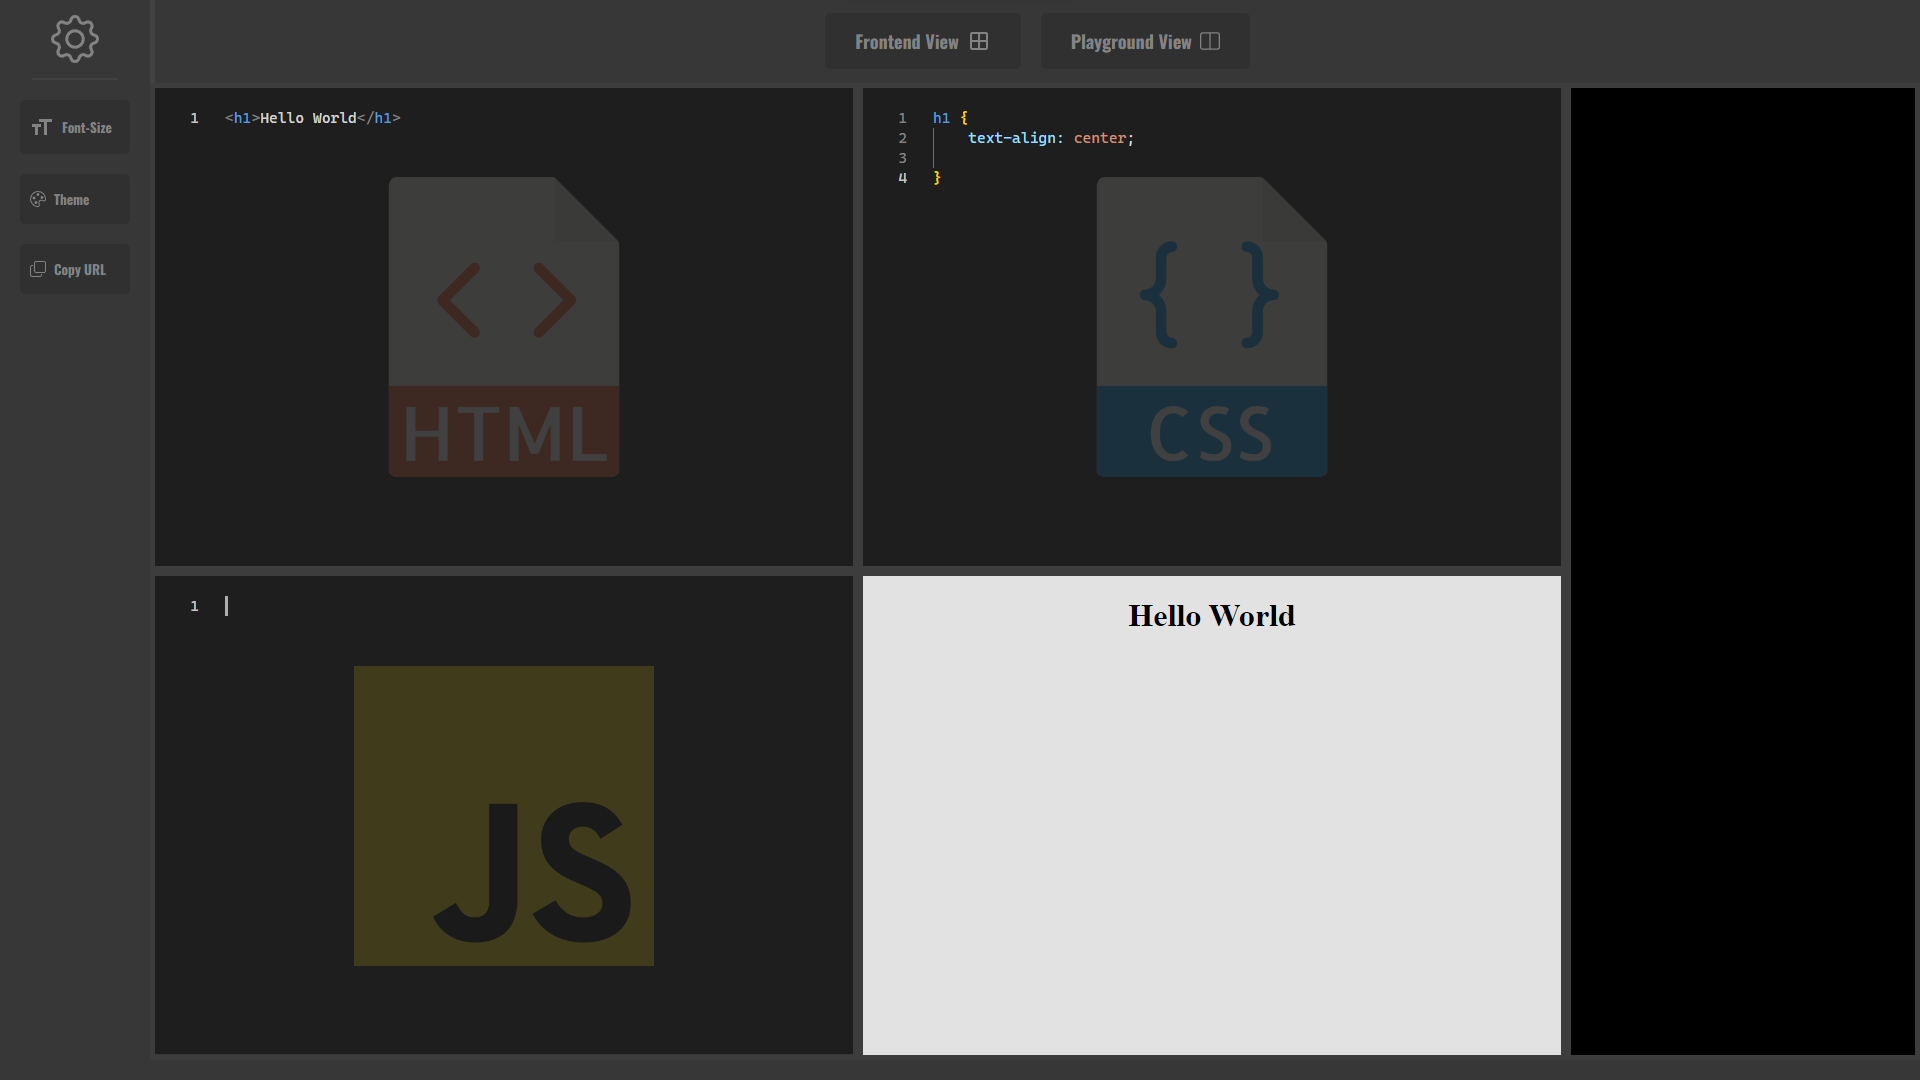 Frontend View
Playground View
Font-Size
Theme
Copy URL
1 <h1>Hello World</h1>
HTML
1 h1 {
2 text-align: center;
3
4 }
{ }
CSS
1
JS
Hello World